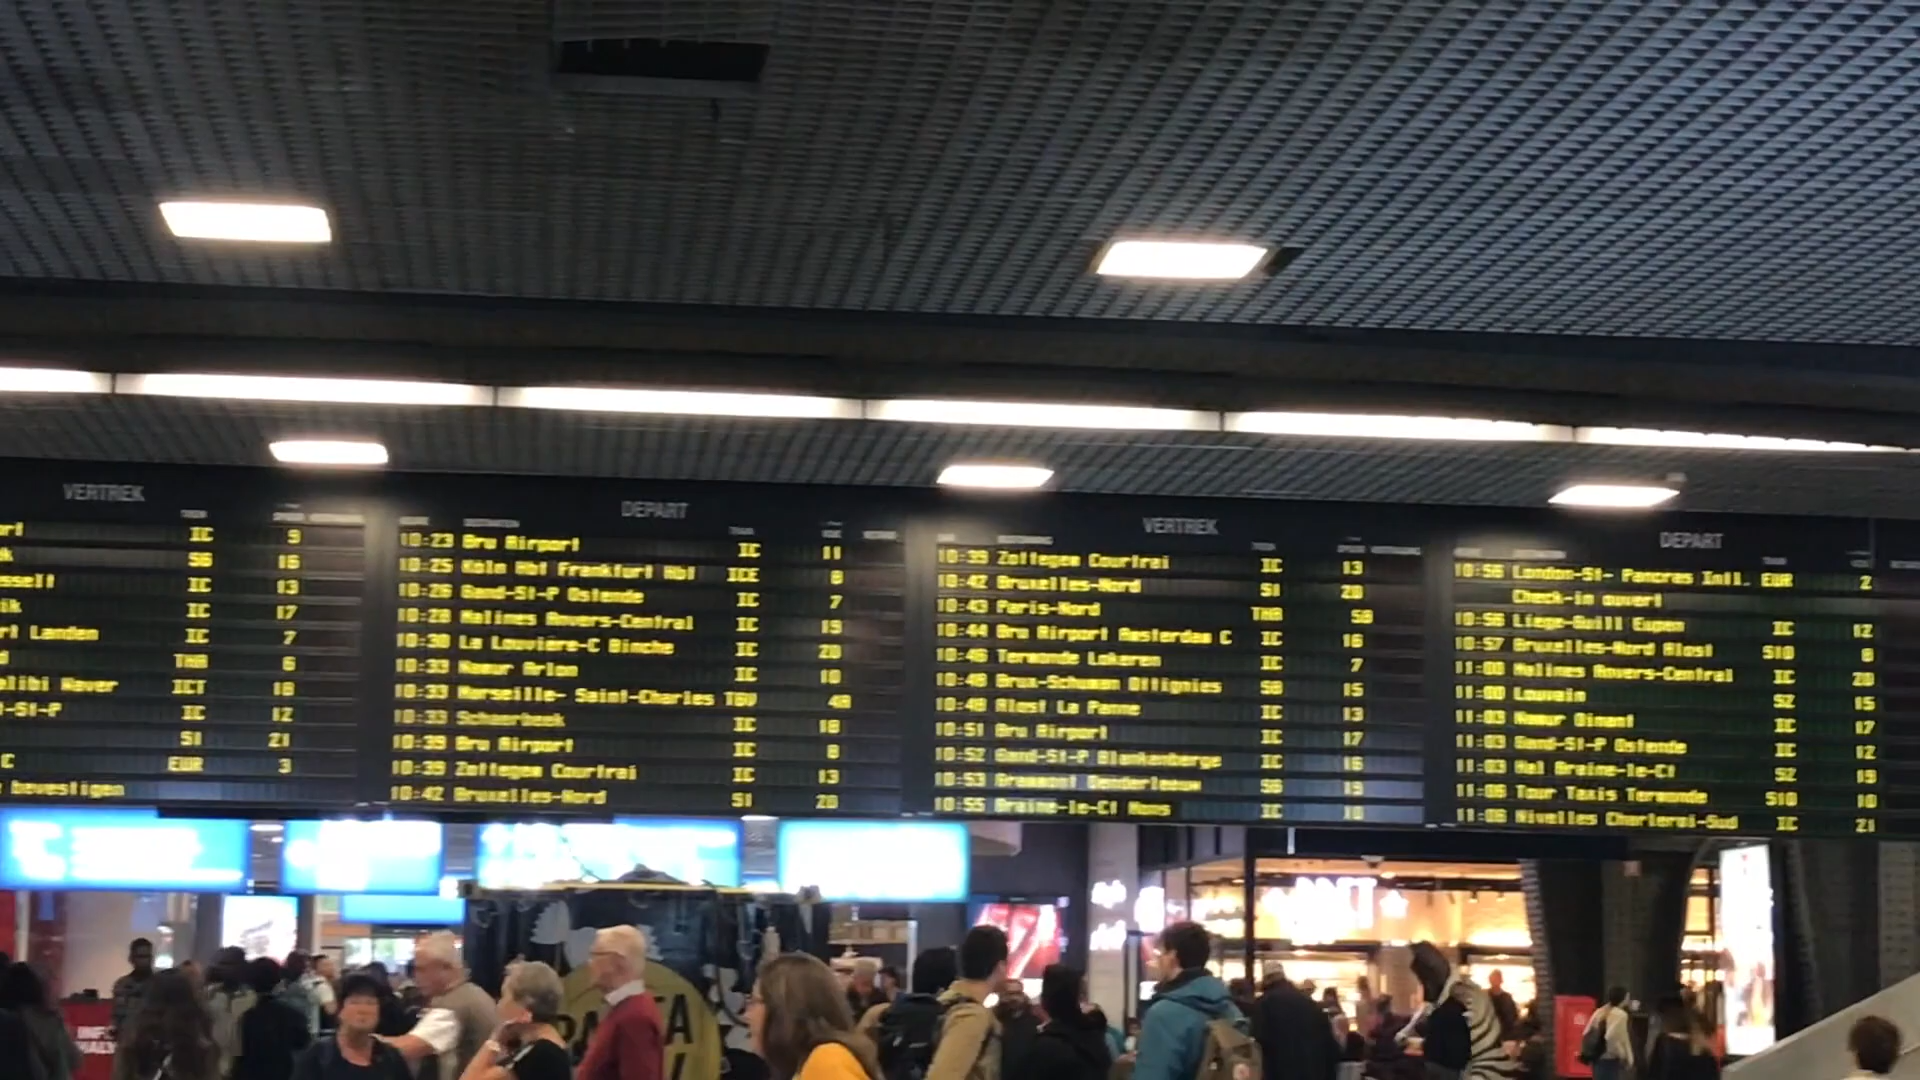 VERTREK
IC 9
S6 16
IC 13
IC 17
Landen IC 7
THA 6
Walibi Waver ICT 18
-St-P IC 12
S1 21
C EUR 3
bevestigen
DEPART
10:23 Bru Airport IC 11
10:25 Köln Hbf Frankfurt Hbf ICE 8
10:26 Gand-St-P Ostende IC 7
10:28 Malines Anvers-Central IC 19
10:30 La Louvière-C Binche IC 20
10:33 Namur Arlon IC 10
10:33 Marseille- Saint-Charles TGV
10:33 Schaerbeek IC 18
10:39 Bru Airport IC 8
10:39 Zottegem Courtrai IC 13
10:42 Bruxelles-Nord S1 20
VERTREK
10:39 Zottegem Courtrai IC 13
10:42 Bruxelles-Nord S1 20
10:43 Paris-Nord THA
10:44 Bru Airport Amsterdam C IC 16
10:46 Termonde Lokeren IC 7
10:48 Brux-Schuman Ottignies S8 15
10:48 Alost La Panne IC 13
10:51 Bru Airport IC 17
10:52 Gand-St-P Blankenberge IC 16
10:53 Grammont Denderleeuw
10:55 Braine-le-Ct Mons IC 10
DEPART
10:56 London-St- Pancras Intl. EUR 2
Check-in ouvert
10:56 Liège-Guill Eupen IC 12
10:57 Bruxelles-Nord Alost S10 8
11:00 Malines Anvers-Central IC 20
11:00 Louvain S2 15
11:03 Namur Dinant IC 17
11:03 Gand-St-P Ostende IC 12
11:03 Hal Braine-le-Ct S2 19
11:06 Tour Taxis Termonde S10 10
11:06 Nivelles Charleroi-Sud IC 21